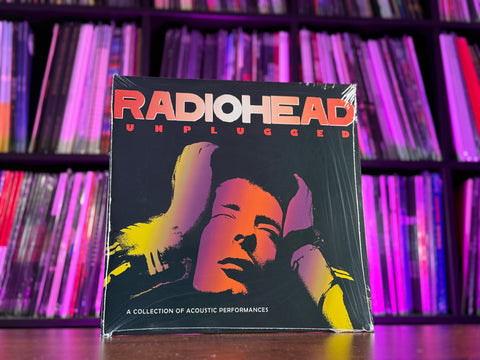 RADIOHEAD
UNPLUGGED
A COLLECTION OF ACOUSTIC PERFORMANCES